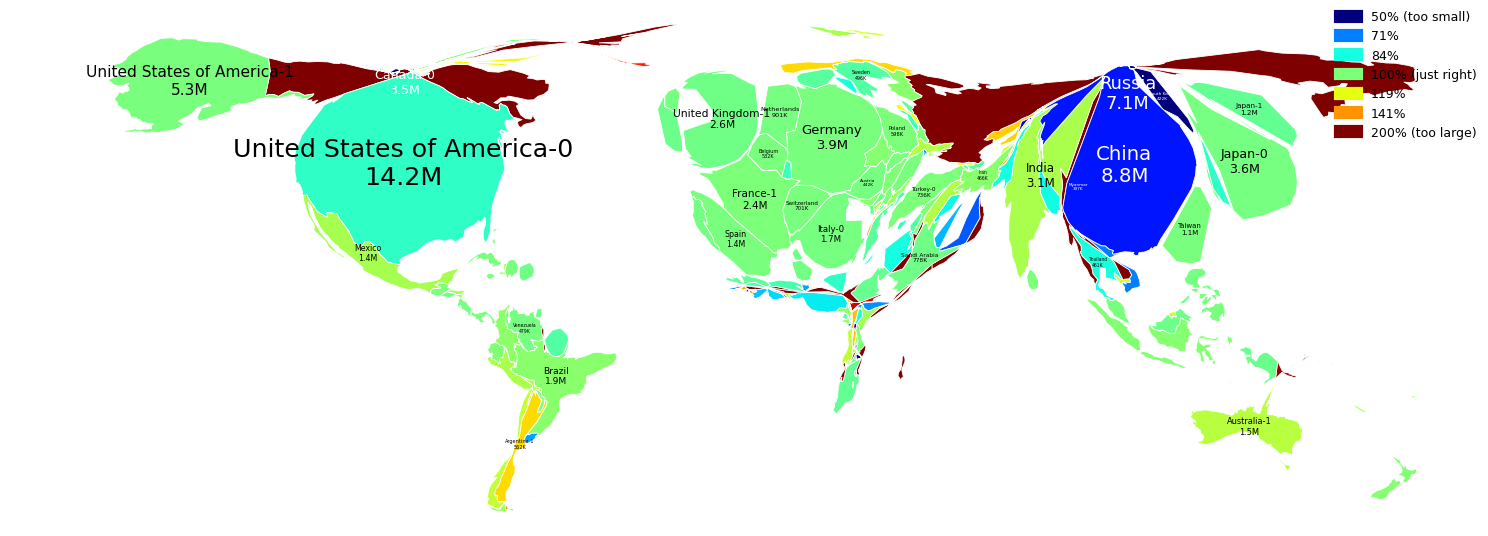 50% (too small)
71%
84%
100% (just right)
119%
141%
200% (too large)
United States of America-1
5.3M
Canada-0
3.5M
United States of America-0
14.2M
Mexico
1.4M
Venezuela
479K
Brazil
1.9M
Argentina-1
552K
United Kingdom-1
2.6M
Netherlands
901K
Belgium
532K
Germany
3.9M
Sweden
496K
Poland
598K
Austria
442K
France-1
2.4M
Switzerland
701K
Spain
1.4M
Italy-0
1.7M
Turkey-0
736K
Iran
466K
Saudi Arabia
778K
India
3.1M
Russia
7.1M
China
8.8M
Myanmar
Thailand
461K
Japan-1
1.2M
Japan-0
3.6M
Taiwan
1.1M
Australia-1
1.5M